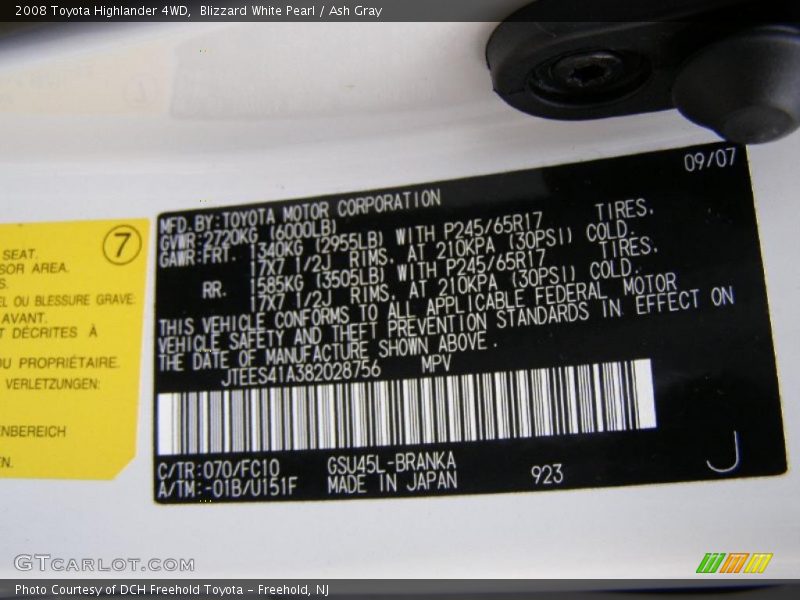 2008 Toyota Highlander 4WD,  Blizzard White Pearl / Ash Gray
09/07
MFD.BY:TOYOTA MOTOR CORPORATION
GVWR:2720KG (6000LB)
GAWR:FRT. 1340KG (2955LB) WITH P245/65R17 TIRES.
17X7 1/2J RIMS, AT 210KPA (30PSI) COLD.
RR. 1585KG (3505LB) WITH P245/65R17 TIRES.
17X7 1/2J RIMS, AT 210KPA (30PSI) COLD.
THIS VEHICLE CONFORMS TO ALL APPLICABLE FEDERAL MOTOR
VEHICLE SAFETY AND THEFT PREVENTION STANDARDS IN EFFECT ON
THE DATE OF MANUFACTURE SHOWN ABOVE.
JTEES41A382028756 MPV
C/TR:070/FC10 GSU45L-BRANKA
A/TM:-01B/U151F MADE IN JAPAN 923 J
7
SEAT.
SOR AREA.
S.
EL OU BLESSURE GRAVE:
AVANT.
T DÉCRITES À
OU PROPRIÉTAIRE.
VERLETZUNGEN:
ENBEREICH
EN.
GTCARLOT.COM
Photo Courtesy of DCH Freehold Toyota - Freehold, NJ